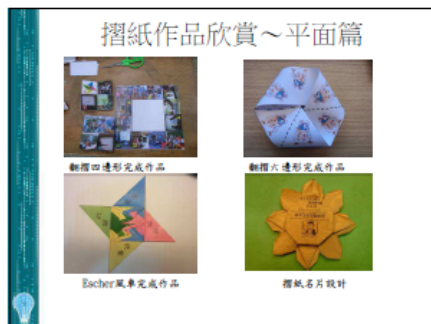 摺紙作品欣賞～平面篇
翻摺四邊形完成作品
翻摺六邊形完成作品
Escher風車完成作品
摺紙名片設計